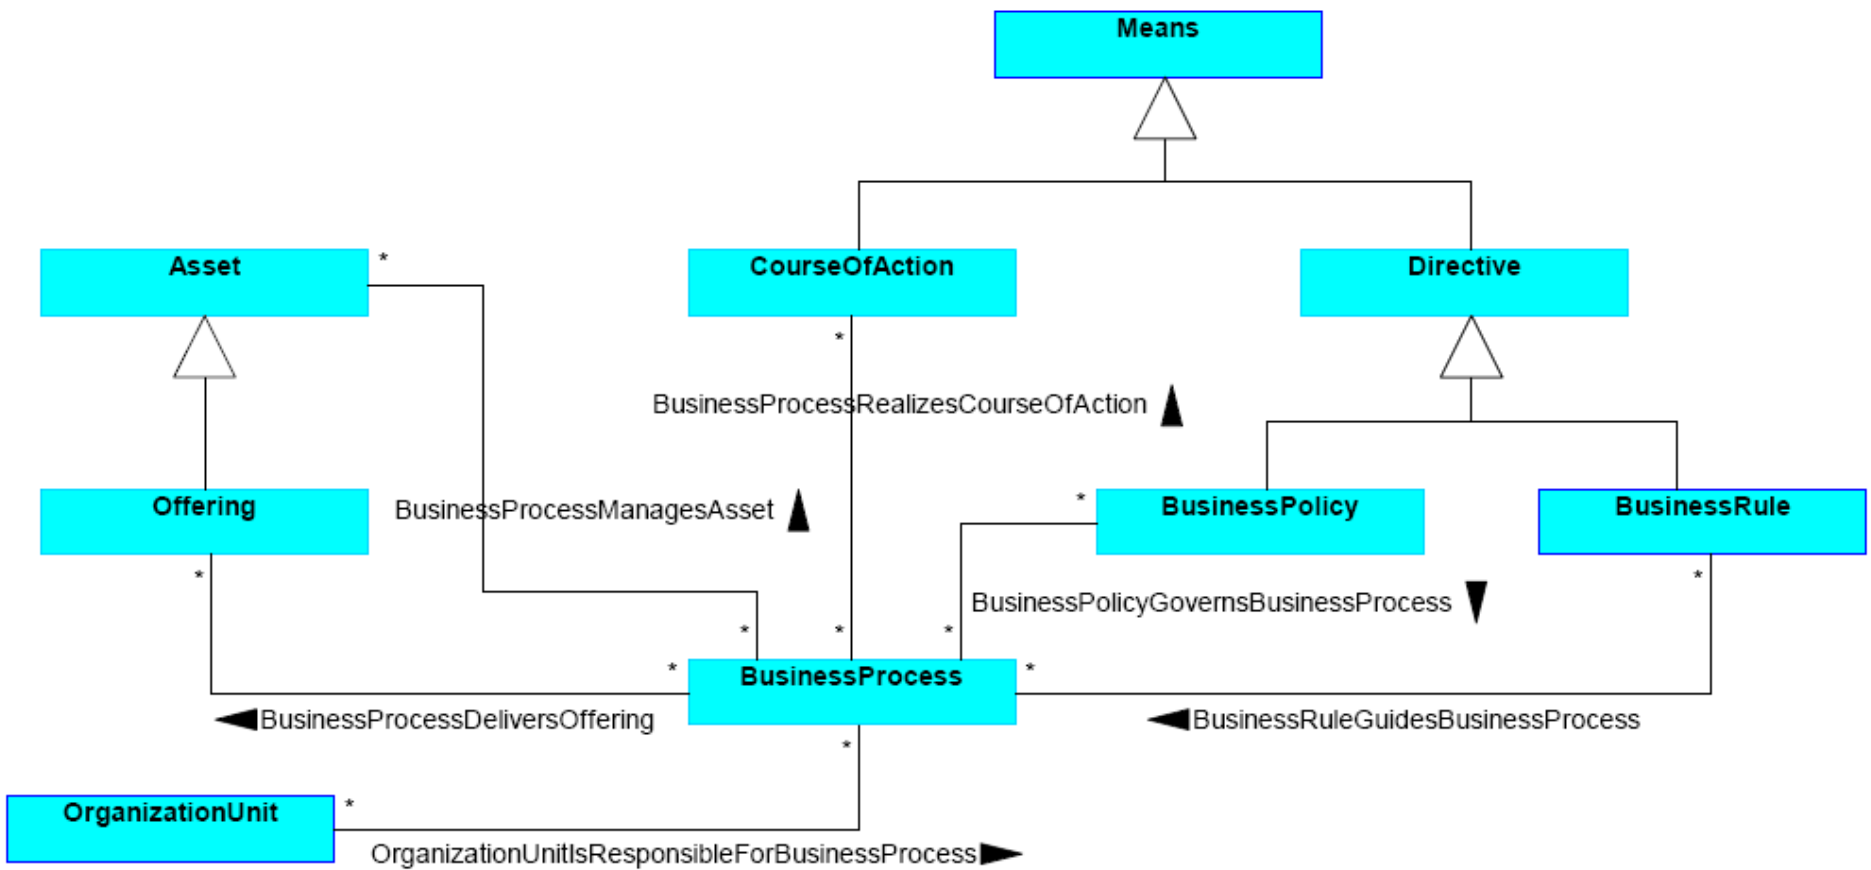 Means
Asset
*
CourseOfAction
Directive
*
BusinessProcessRealizesCourseOfAction
Offering
BusinessProcessManagesAsset
*
BusinessPolicy
BusinessRule
*
*
BusinessPolicyGovernsBusinessProcess
*
*
*
*
BusinessProcess
*
BusinessProcessDeliversOffering
BusinessRuleGuidesBusinessProcess
*
OrganizationUnit
*
OrganizationUnitIsResponsibleForBusinessProcess